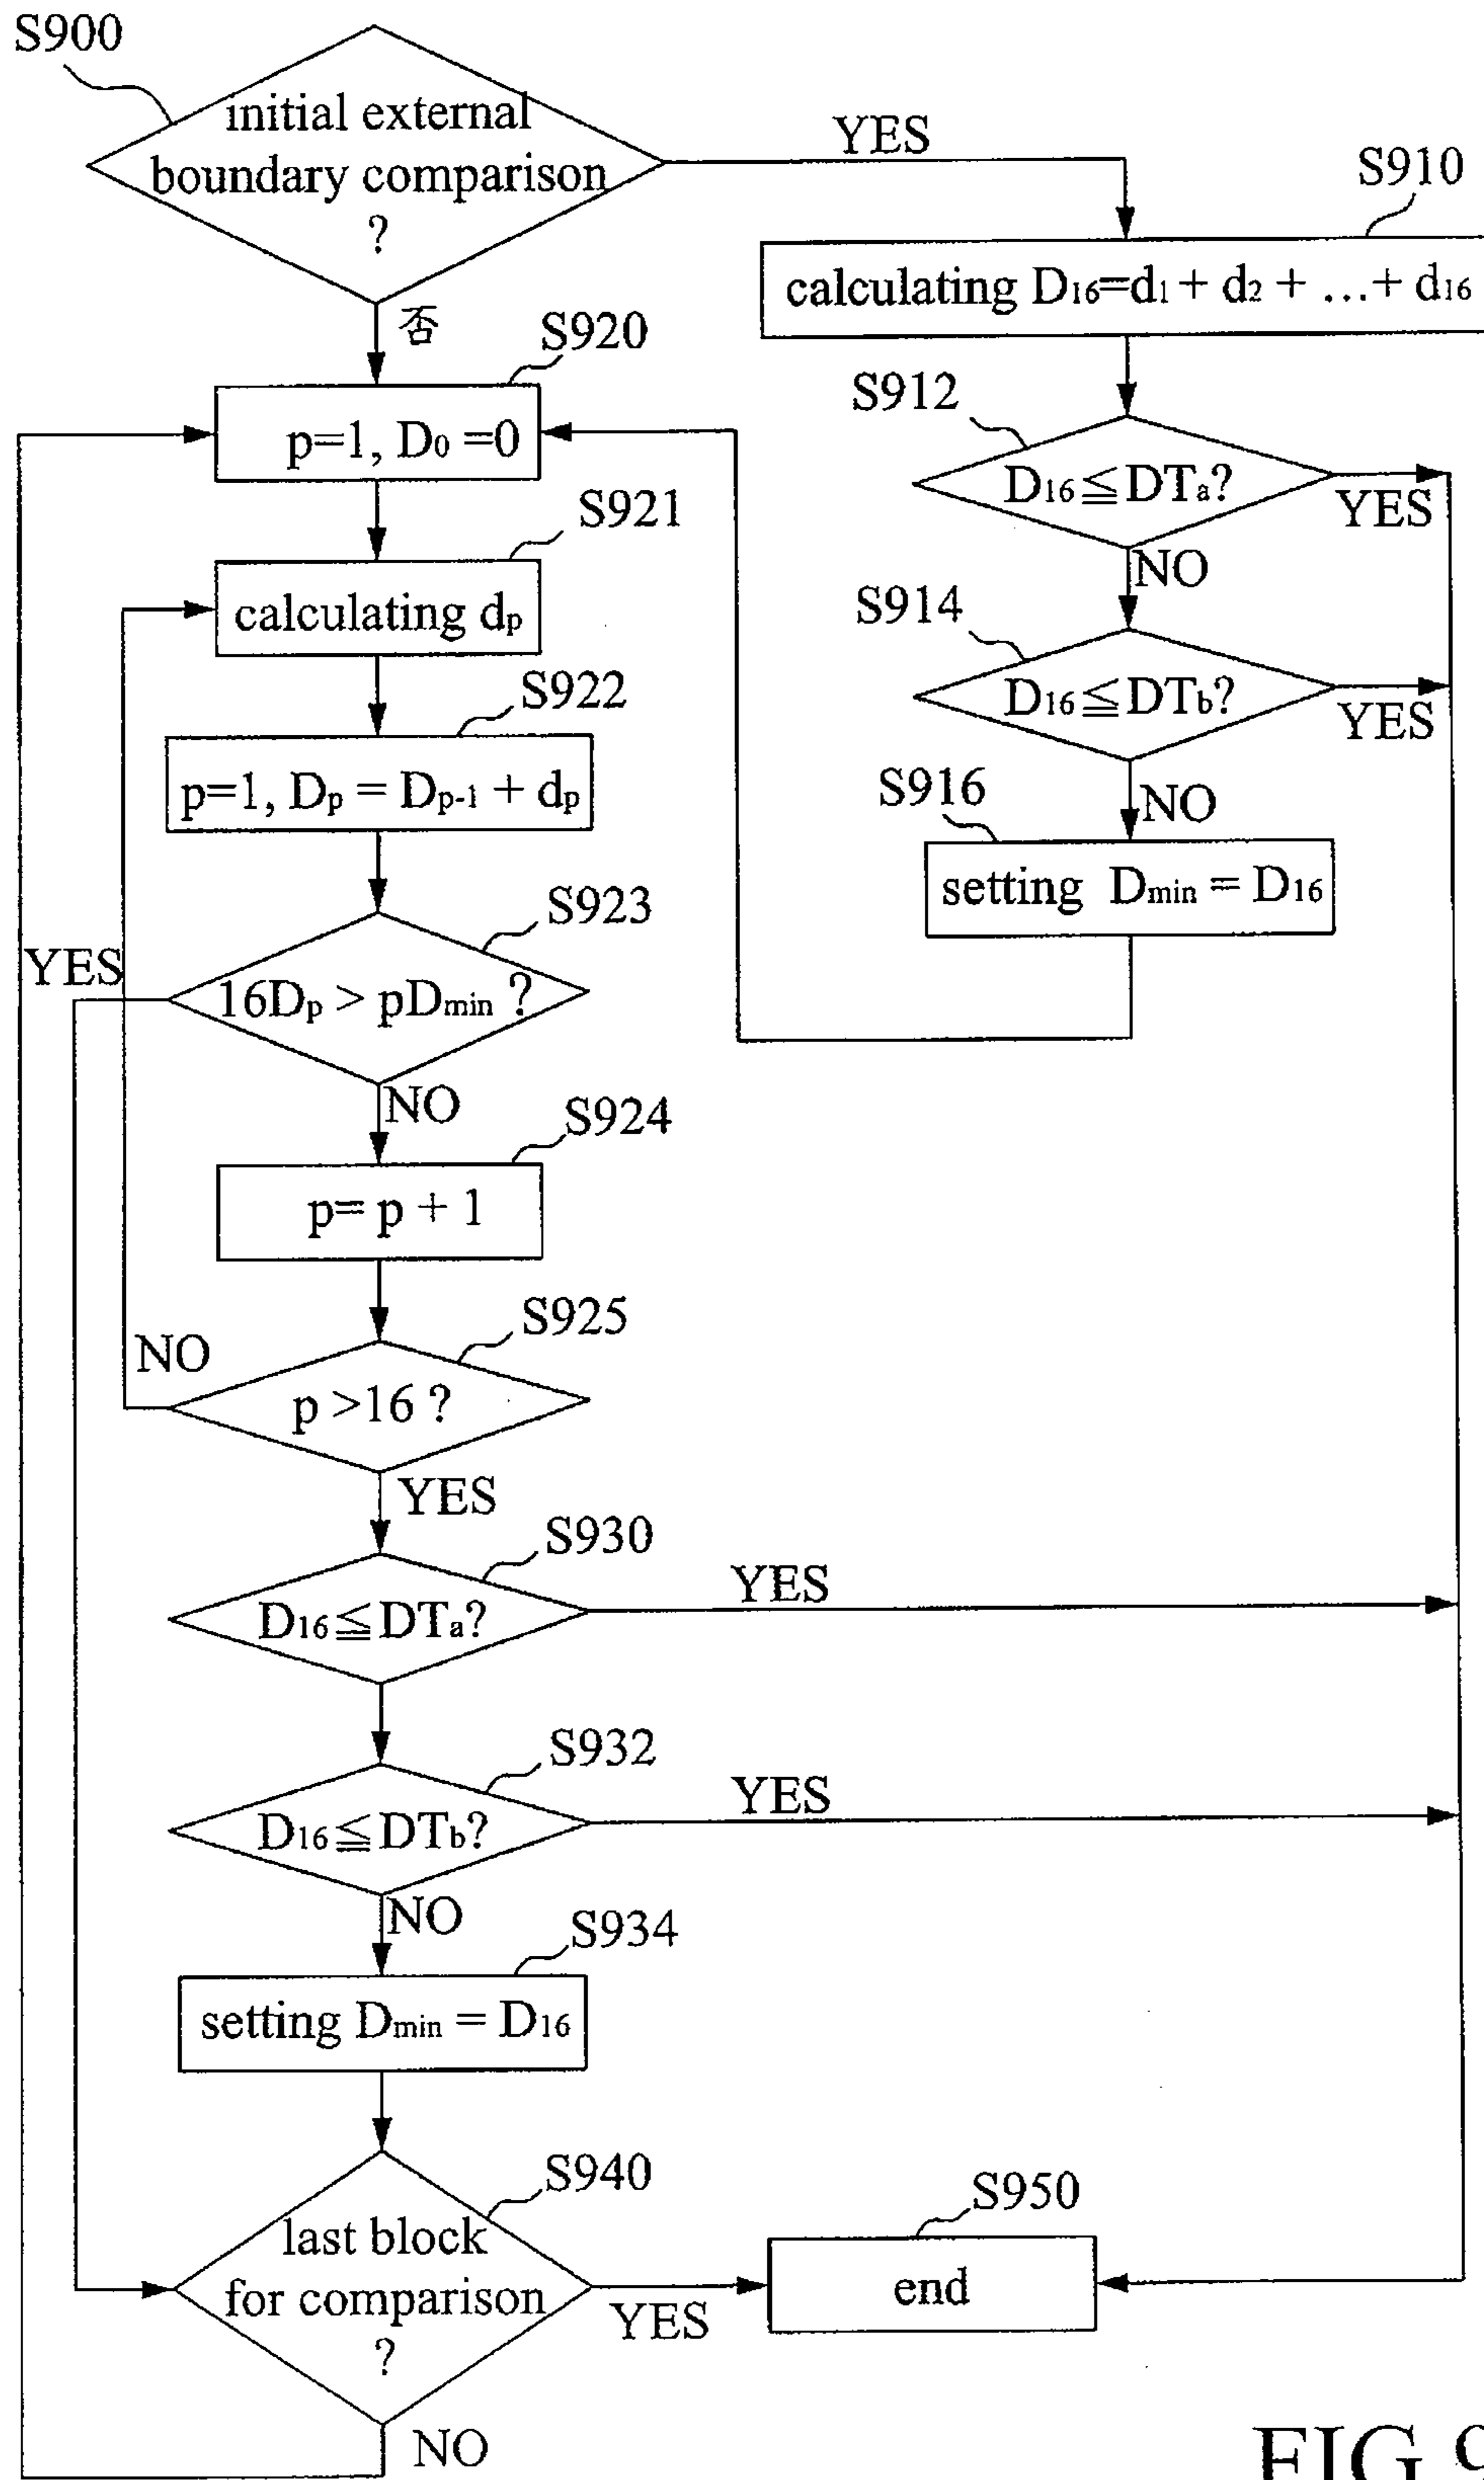 S900
initial external
boundary comparison
?
YES
否
S910
calculating D16=d1 + d2 + ...+ d16
S912
D16≦DTa?
YES
NO
S914
D16≦DTb?
YES
NO
S916
setting Dmin = D16
S920
p=1, D0 =0
S921
calculating dp
S922
p=1, Dp = Dp-1 + dp
S923
16Dp > pDmin ?
YES
NO
S924
p= p + 1
S925
p >16 ?
NO
YES
S930
D16≦DTa?
YES
S932
D16≦DTb?
YES
NO
S934
setting Dmin = D16
S940
last block
for comparison
?
YES
NO
S950
end
FIG.9